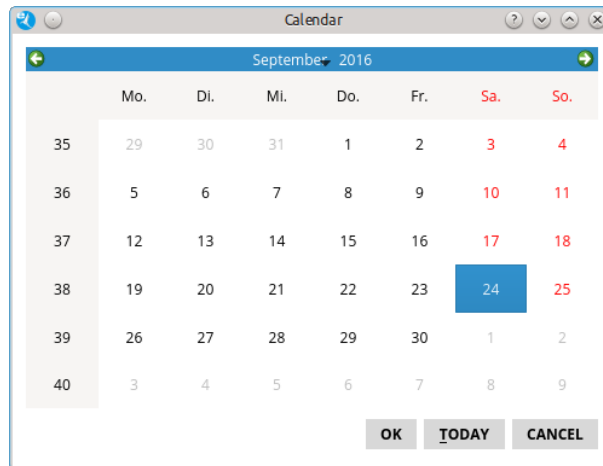 Calendar
September 2016
Mo. Di. Mi. Do. Fr. Sa. So.
35 29 30 31 1 2 3 4
36 5 6 7 8 9 10 11
37 12 13 14 15 16 17 18
38 19 20 21 22 23 24 25
39 26 27 28 29 30 1 2
40 3 4 5 6 7 8 9
OK TODAY CANCEL